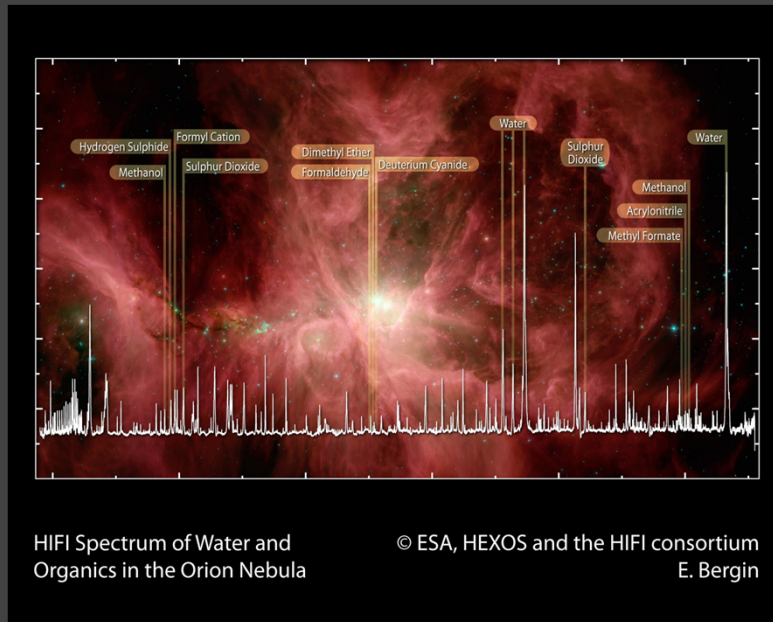 Water
Formyl Cation
Water
Hydrogen Sulphide
Sulphur
Dioxide
Dimethyl Ether
Deuterium Cyanide
Sulphur Dioxide
Methanol
Formaldehyde
Methanol
Acrylonitrile
Methyl Formate
HIFI Spectrum of Water and
Organics in the Orion Nebula
© ESA, HEXOS and the HIFI consortium
E. Bergin